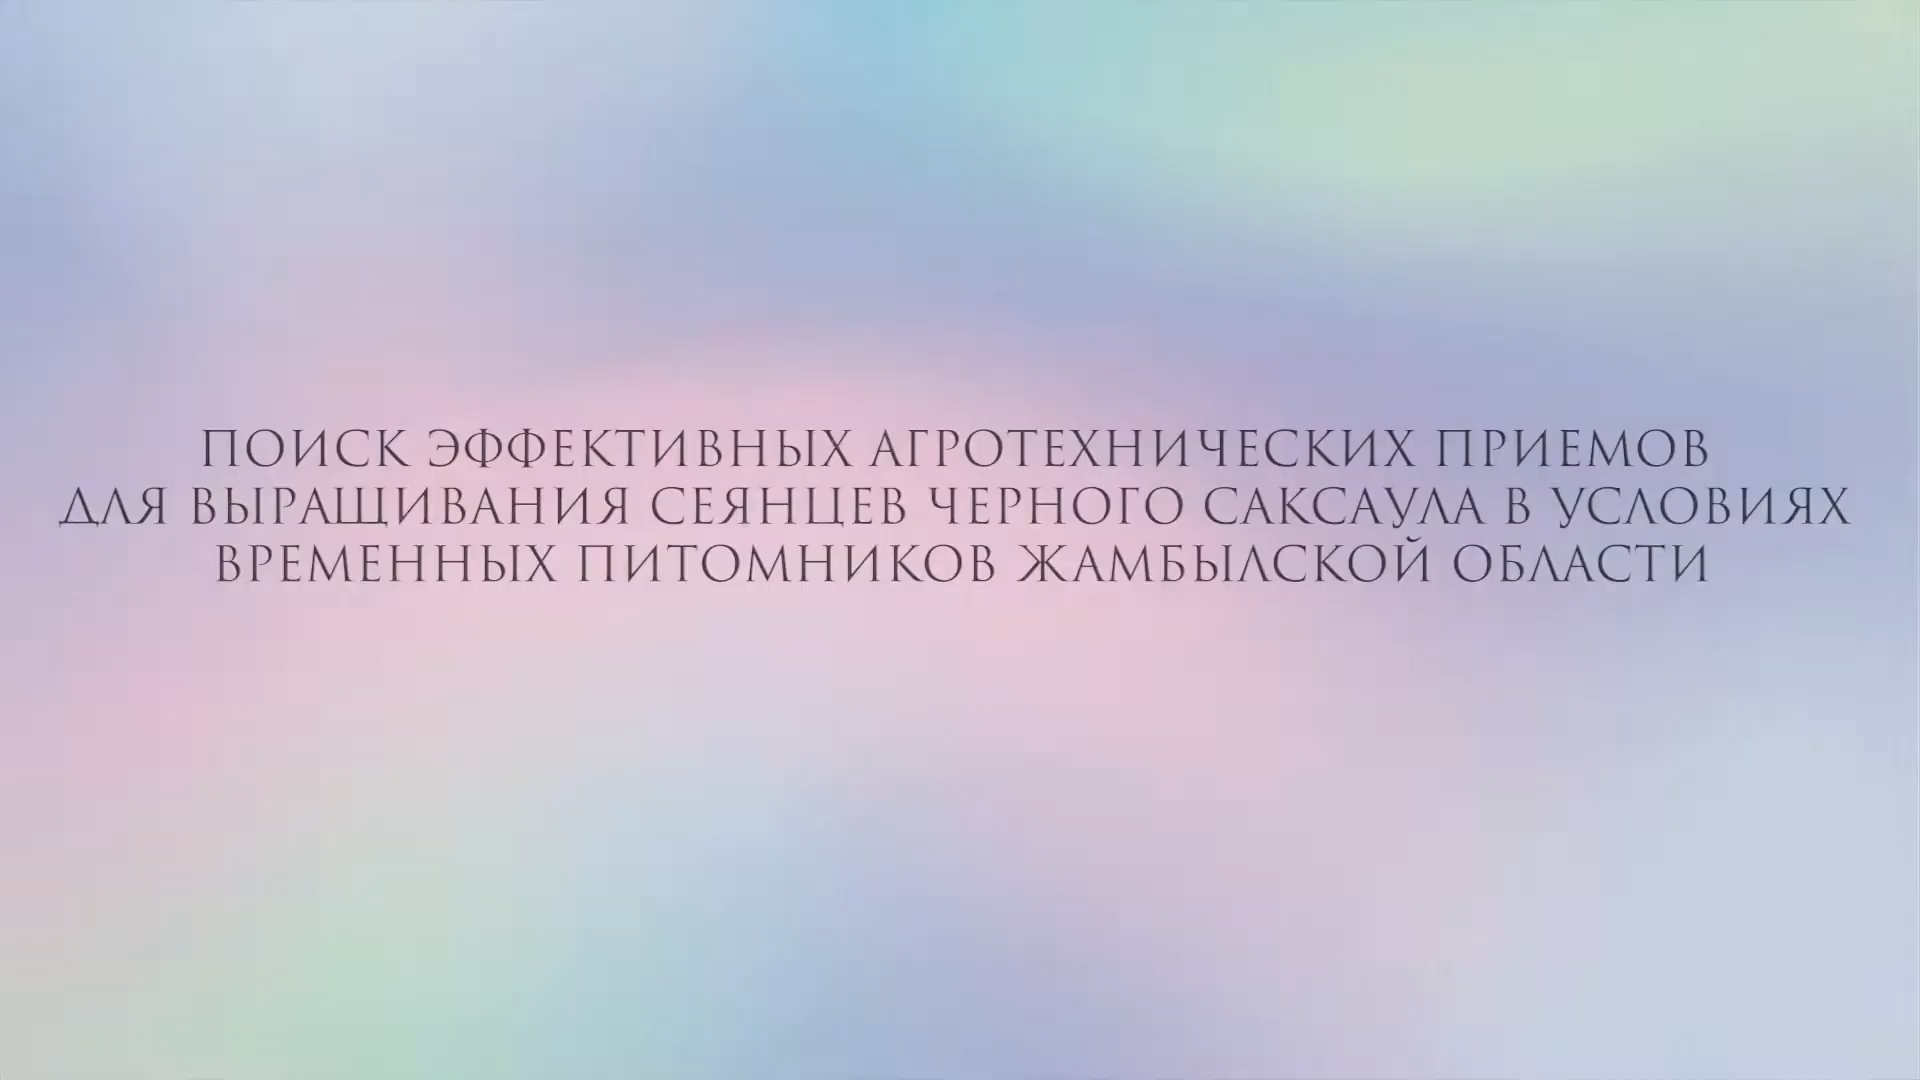 ПОИСК ЭФФЕКТИВНЫХ АГРОТЕХНИЧЕСКИХ ПРИЕМОВ
ДЛЯ ВЫРАЩИВАНИЯ СЕЯНЦЕВ ЧЕРНОГО САКСАУЛА В УСЛОВИЯХ
ВРЕМЕННЫХ ПИТОМНИКОВ ЖАМБЫЛСКОЙ ОБЛАСТИ